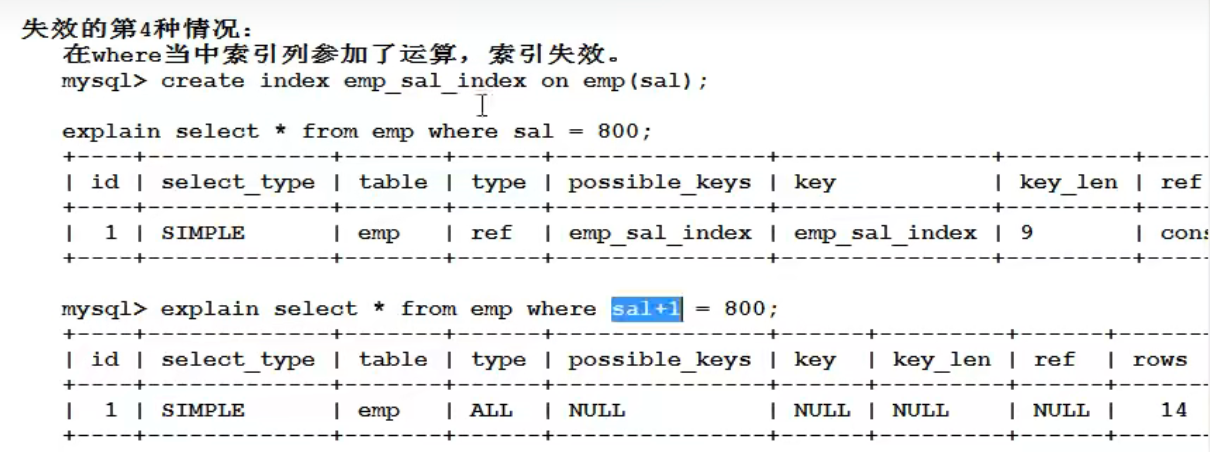 失效的第4种情况：
在where当中索引列参加了运算，索引失效。
mysql> create index emp_sal_index on emp(sal);
explain select * from emp where sal = 800;
+----+-------------+-------+------+---------------+---------------+---------+-----
| id | select_type | table | type | possible_keys | key           | key_len | ref
+----+-------------+-------+------+---------------+---------------+---------+-----
|  1 | SIMPLE      | emp   | ref  | emp_sal_index | emp_sal_index | 9       | cons
+----+-------------+-------+------+---------------+---------------+---------+-----
mysql> explain select * from emp where sal+1 = 800;
+----+-------------+-------+------+---------------+------+---------+------+------
| id | select_type | table | type | possible_keys | key  | key_len | ref  | rows
+----+-------------+-------+------+---------------+------+---------+------+------
|  1 | SIMPLE      | emp   | ALL  | NULL          | NULL | NULL    | NULL |   14
+----+-------------+-------+------+---------------+------+---------+------+------